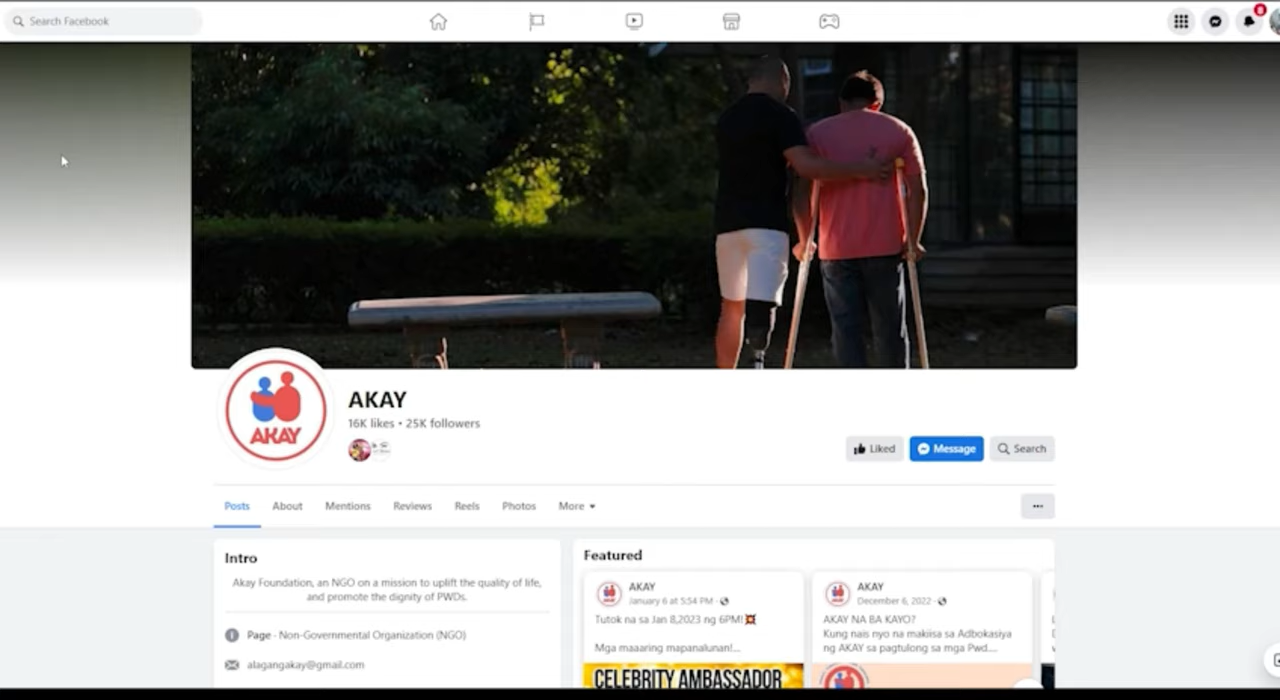 Search Facebook
8
AKAY
AKAY
16K likes • 25K followers
Liked
Message
Search
Posts
About
Mentions
Reviews
Reels
Photos
More
Intro
Akay Foundation, an NGO on a mission to uplift the quality of life,
and promote the dignity of PWDs.
Page · Non-Governmental Organization (NGO)
alagangakay@gmail.com
Featured
AKAY
January 6 at 5:54 PM ·
Tutok na sa Jan 8,2023 ng 6PM!💥
Mga maaaring mapanalunan!...
CELEBRITY AMBASSADOR
AKAY
December 6, 2022 ·
AKAY NA BA KAYO?
Kung nais nyo na makiisa sa Adbokasiya
ng AKAY sa pagtulong sa mga Pwd....